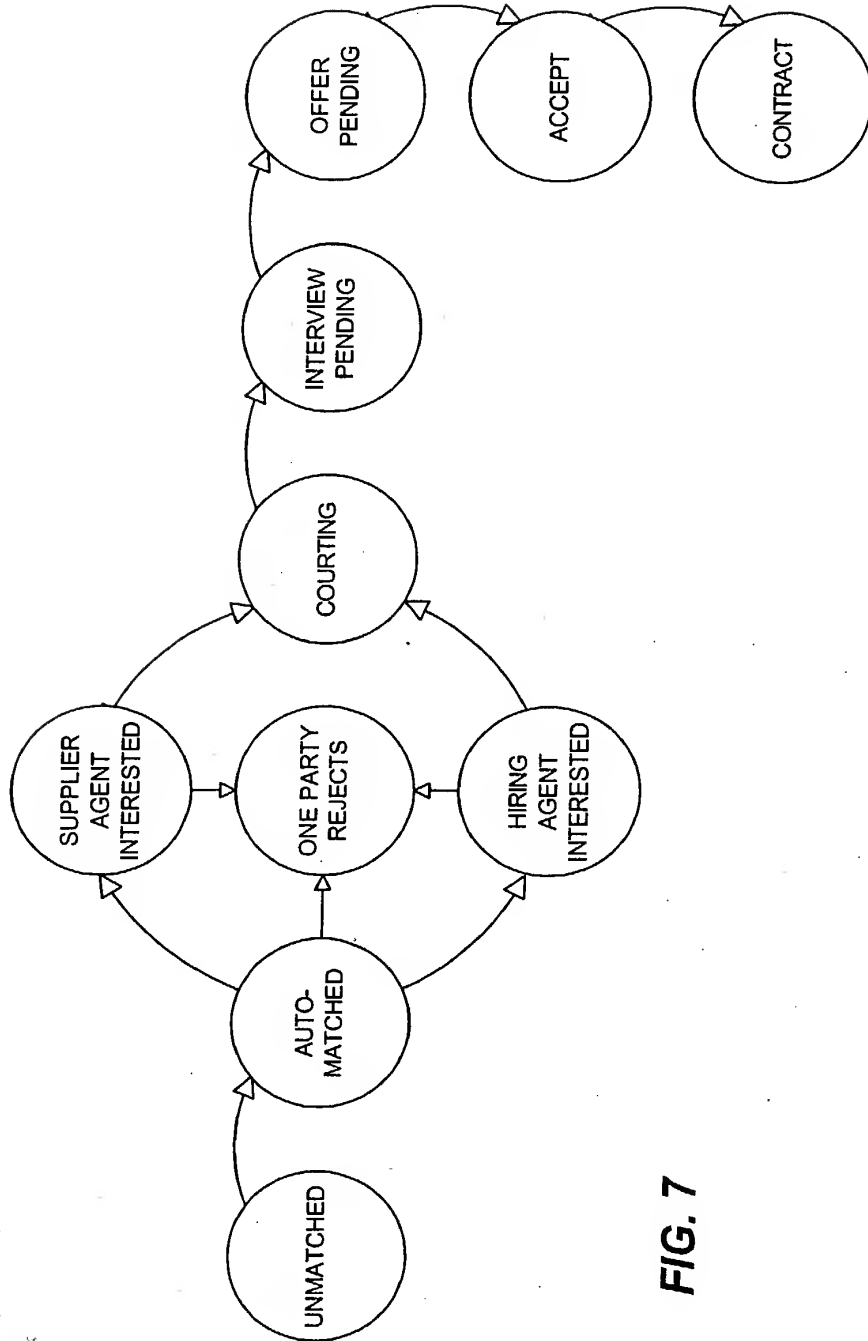 UNMATCHED
AUTO-
MATCHED
SUPPLIER
AGENT
INTERESTED
ONE PARTY
REJECTS
HIRING
AGENT
INTERESTED
COURTING
INTERVIEW
PENDING
OFFER
PENDING
ACCEPT
CONTRACT
FIG. 7